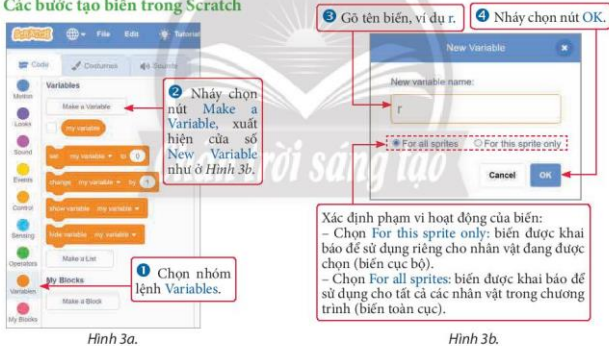 Các bước tạo biến trong Scratch
File Edit Tutorial
Code Costumes Sounds
Motion
Looks
Sound
Events
Control
Sensing
Operators
Variables
My Blocks
Variables
Make a Variable
my variable
set my variable to 0
change my variable by 1
show variable my variable
hide variable my variable
Make a List
My Blocks
Make a Block
❷ Nháy chọn
nút Make a
Variable, xuất
hiện cửa sổ
New Variable
như ở Hình 3b.
❶ Chọn nhóm
lệnh Variables.
Hình 3a.
❸ Gõ tên biến, ví dụ r.
❹ Nháy chọn nút OK.
New Variable
New variable name:
r
For all sprites For this sprite only
Cancel OK
Chân trời sáng tạo
Xác định phạm vi hoạt động của biến:
– Chọn For this sprite only: biến được khai
báo để sử dụng riêng cho nhân vật đang được
chọn (biến cục bộ).
– Chọn For all sprites: biến được khai báo để
sử dụng cho tất cả các nhân vật trong chương
trình (biến toàn cục).
Hình 3b.